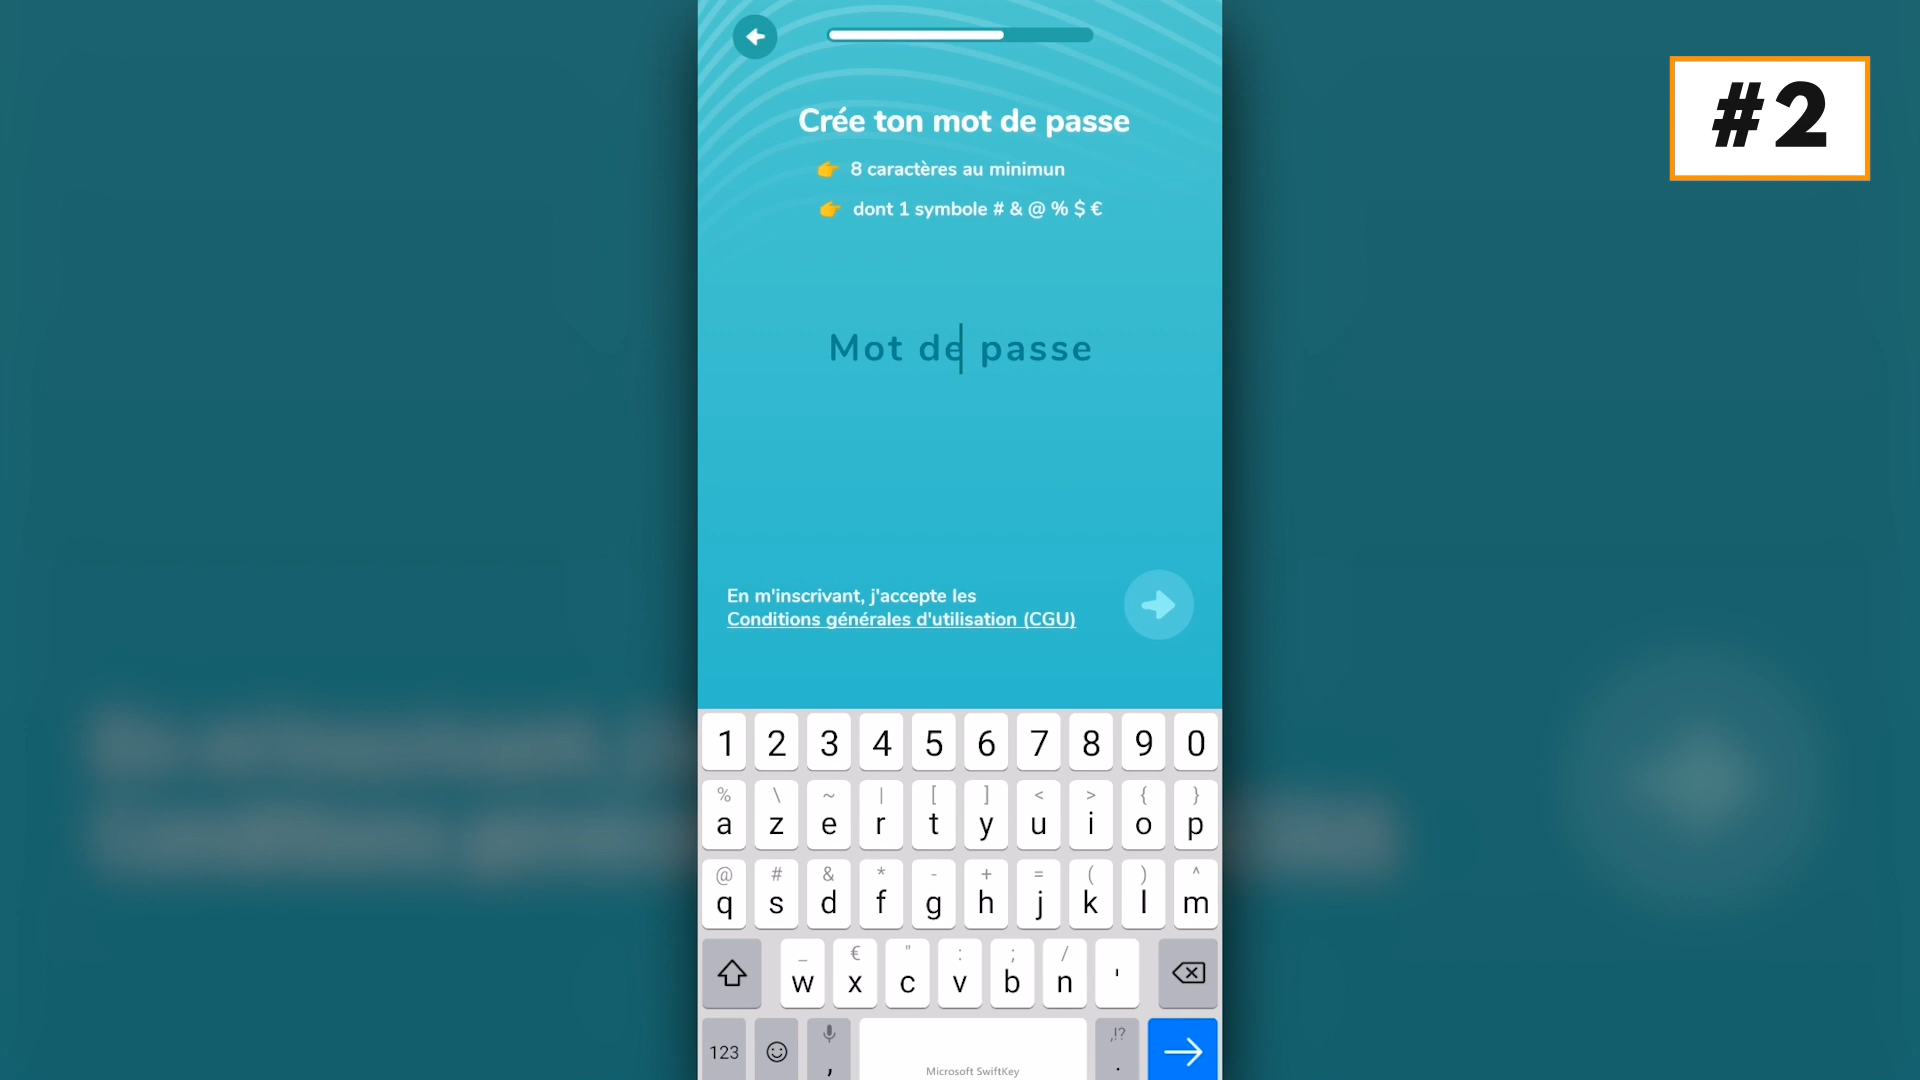 #2
Crée ton mot de passe
👉 8 caractères au minimun
👉 dont 1 symbole # & @ % $ €
Mot de passe
En m'inscrivant, j'accepte les
Conditions générales d'utilisation (CGU)
1 2 3 4 5 6 7 8 9 0
% \ ~ | [ ] < > { }
a z e r t y u i o p
@ # & * - + = ( ) ^
q s d f g h j k l m
_ € " : ; /
w x c v b n '
,!?
123 , .
Microsoft SwiftKey